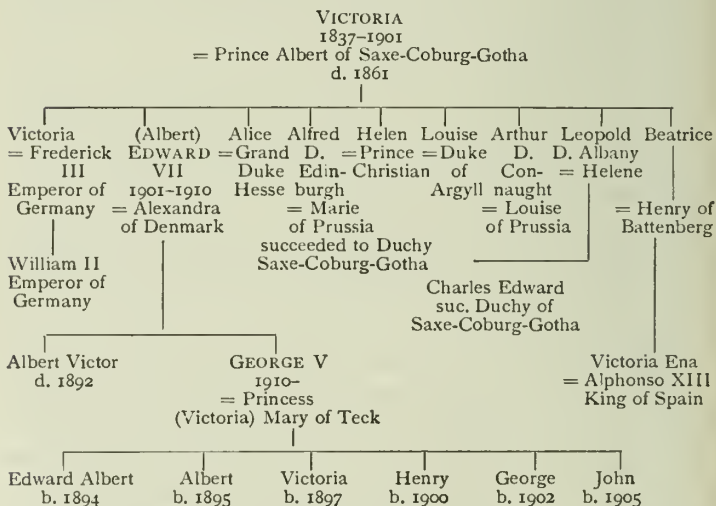 VICTORIA
1837–1901
= Prince Albert of Saxe-Coburg-Gotha
d. 1861
Victoria (Albert) Alice Alfred Helen Louise Arthur Leopold Beatrice
= Frederick EDWARD =Grand D. =Prince =Duke D. D. Albany
III VII Duke Edin- Christian of Con- = Helene
Emperor of 1901–1910 Hesse burgh Argyll naught
Germany = Alexandra = Marie = Louise = Henry of
of Denmark of Prussia of Prussia Battenberg
succeeded to Duchy
William II Saxe-Coburg-Gotha
Emperor of Charles Edward
Germany suc. Duchy of
Saxe-Coburg-Gotha
Albert Victor GEORGE V Victoria Ena
d. 1892 1910- = Alphonso XIII
= Princess King of Spain
(Victoria) Mary of Teck
Edward Albert Albert Victoria Henry George John
b. 1894 b. 1895 b. 1897 b. 1900 b. 1902 b. 1905